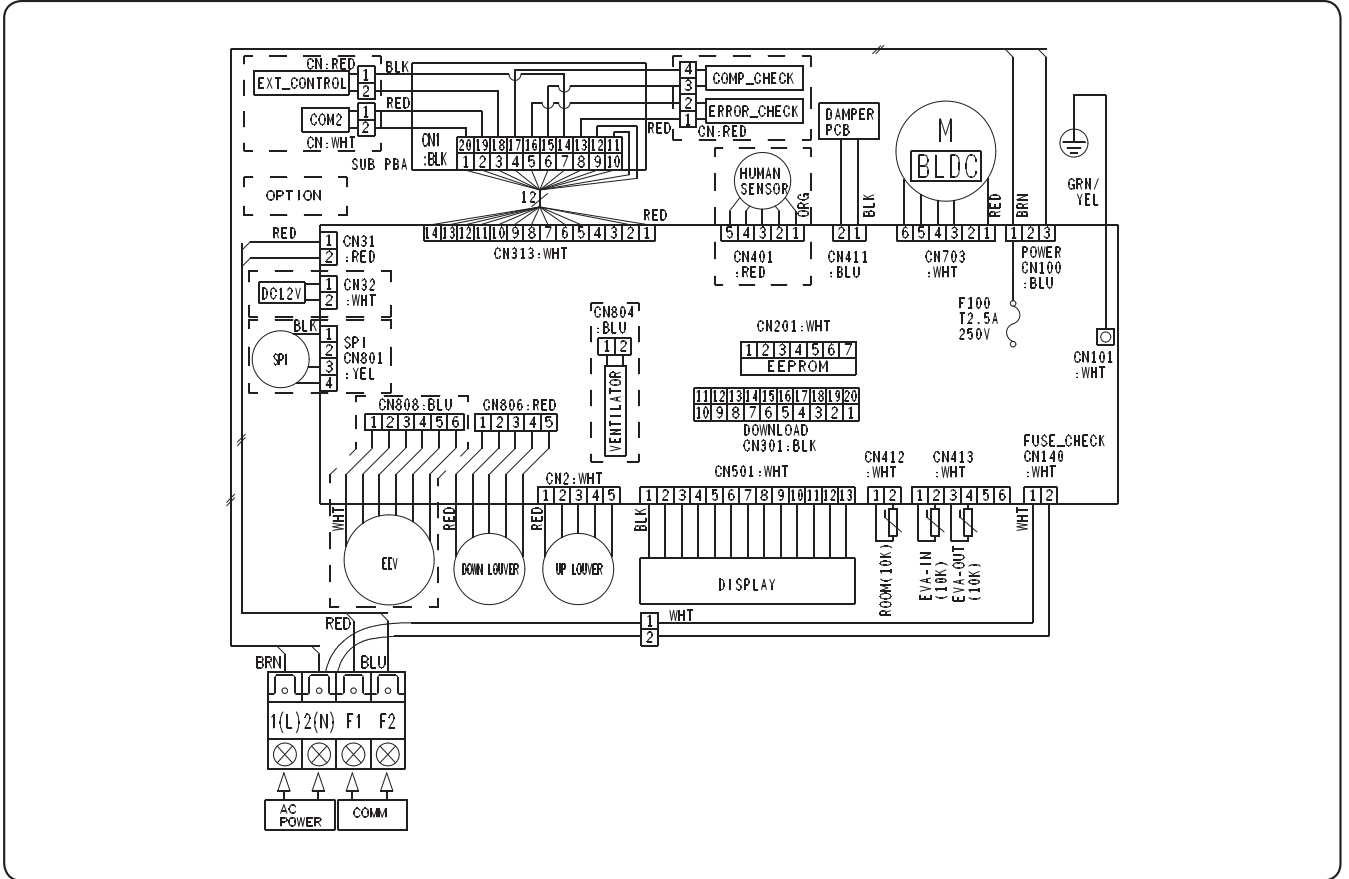 CN:RED
EXT_CONTROL
1
2
BLK
COM2
1
2
RED
CN:WHT
SUB PBA
OPTION
CN1
:BLK
20 19 18 17 16 15 14 13 12 11
1 2 3 4 5 6 7 8 9 10
12
4
3
2
1
COMP_CHECK
ERROR_CHECK
RED
CN:RED
DAMPER
PCB
BLK
M
BLDC
RED
BRN
GRN/
YEL
HUMAN
SENSOR
ORG
RED
14 13 12 11 10 9 8 7 6 5 4 3 2 1
CN313:WHT
5 4 3 2 1
CN401
:RED
2 1
CN411
:BLU
6 5 4 3 2 1
CN703
:WHT
1 2 3
POWER
CN100
:BLU
RED
1
2
CN31
:RED
DC12V
1
2
CN32
:WHT
BLK
SPI
1
2
3
4
SPI
CN801
:YEL
F100
T2.5A
250V
CN101
:WHT
CN804
:BLU
1 2
VENTILATOR
CN201:WHT
1 2 3 4 5 6 7
EEPROM
11 12 13 14 15 16 17 18 19 20
10 9 8 7 6 5 4 3 2 1
DOWNLOAD
CN301:BLK
CN808:BLU
1 2 3 4 5 6
CN806:RED
1 2 3 4 5
CN2:WHT
1 2 3 4 5
CN501:WHT
1 2 3 4 5 6 7 8 9 10 11 12 13
CN412
:WHT
1 2
CN413
:WHT
1 2 3 4 5 6
FUSE_CHECK
CN140
:WHT
1 2
WHT
EEV
RED
DOWN LOUVER
RED
UP LOUVER
BLK
DISPLAY
ROOM(10K)
EVA-IN
(10K)
EVA-OUT
(10K)
WHT
1
2
WHT
RED
BRN
BLU
1(L) 2(N) F1 F2
AC
POWER
COMM